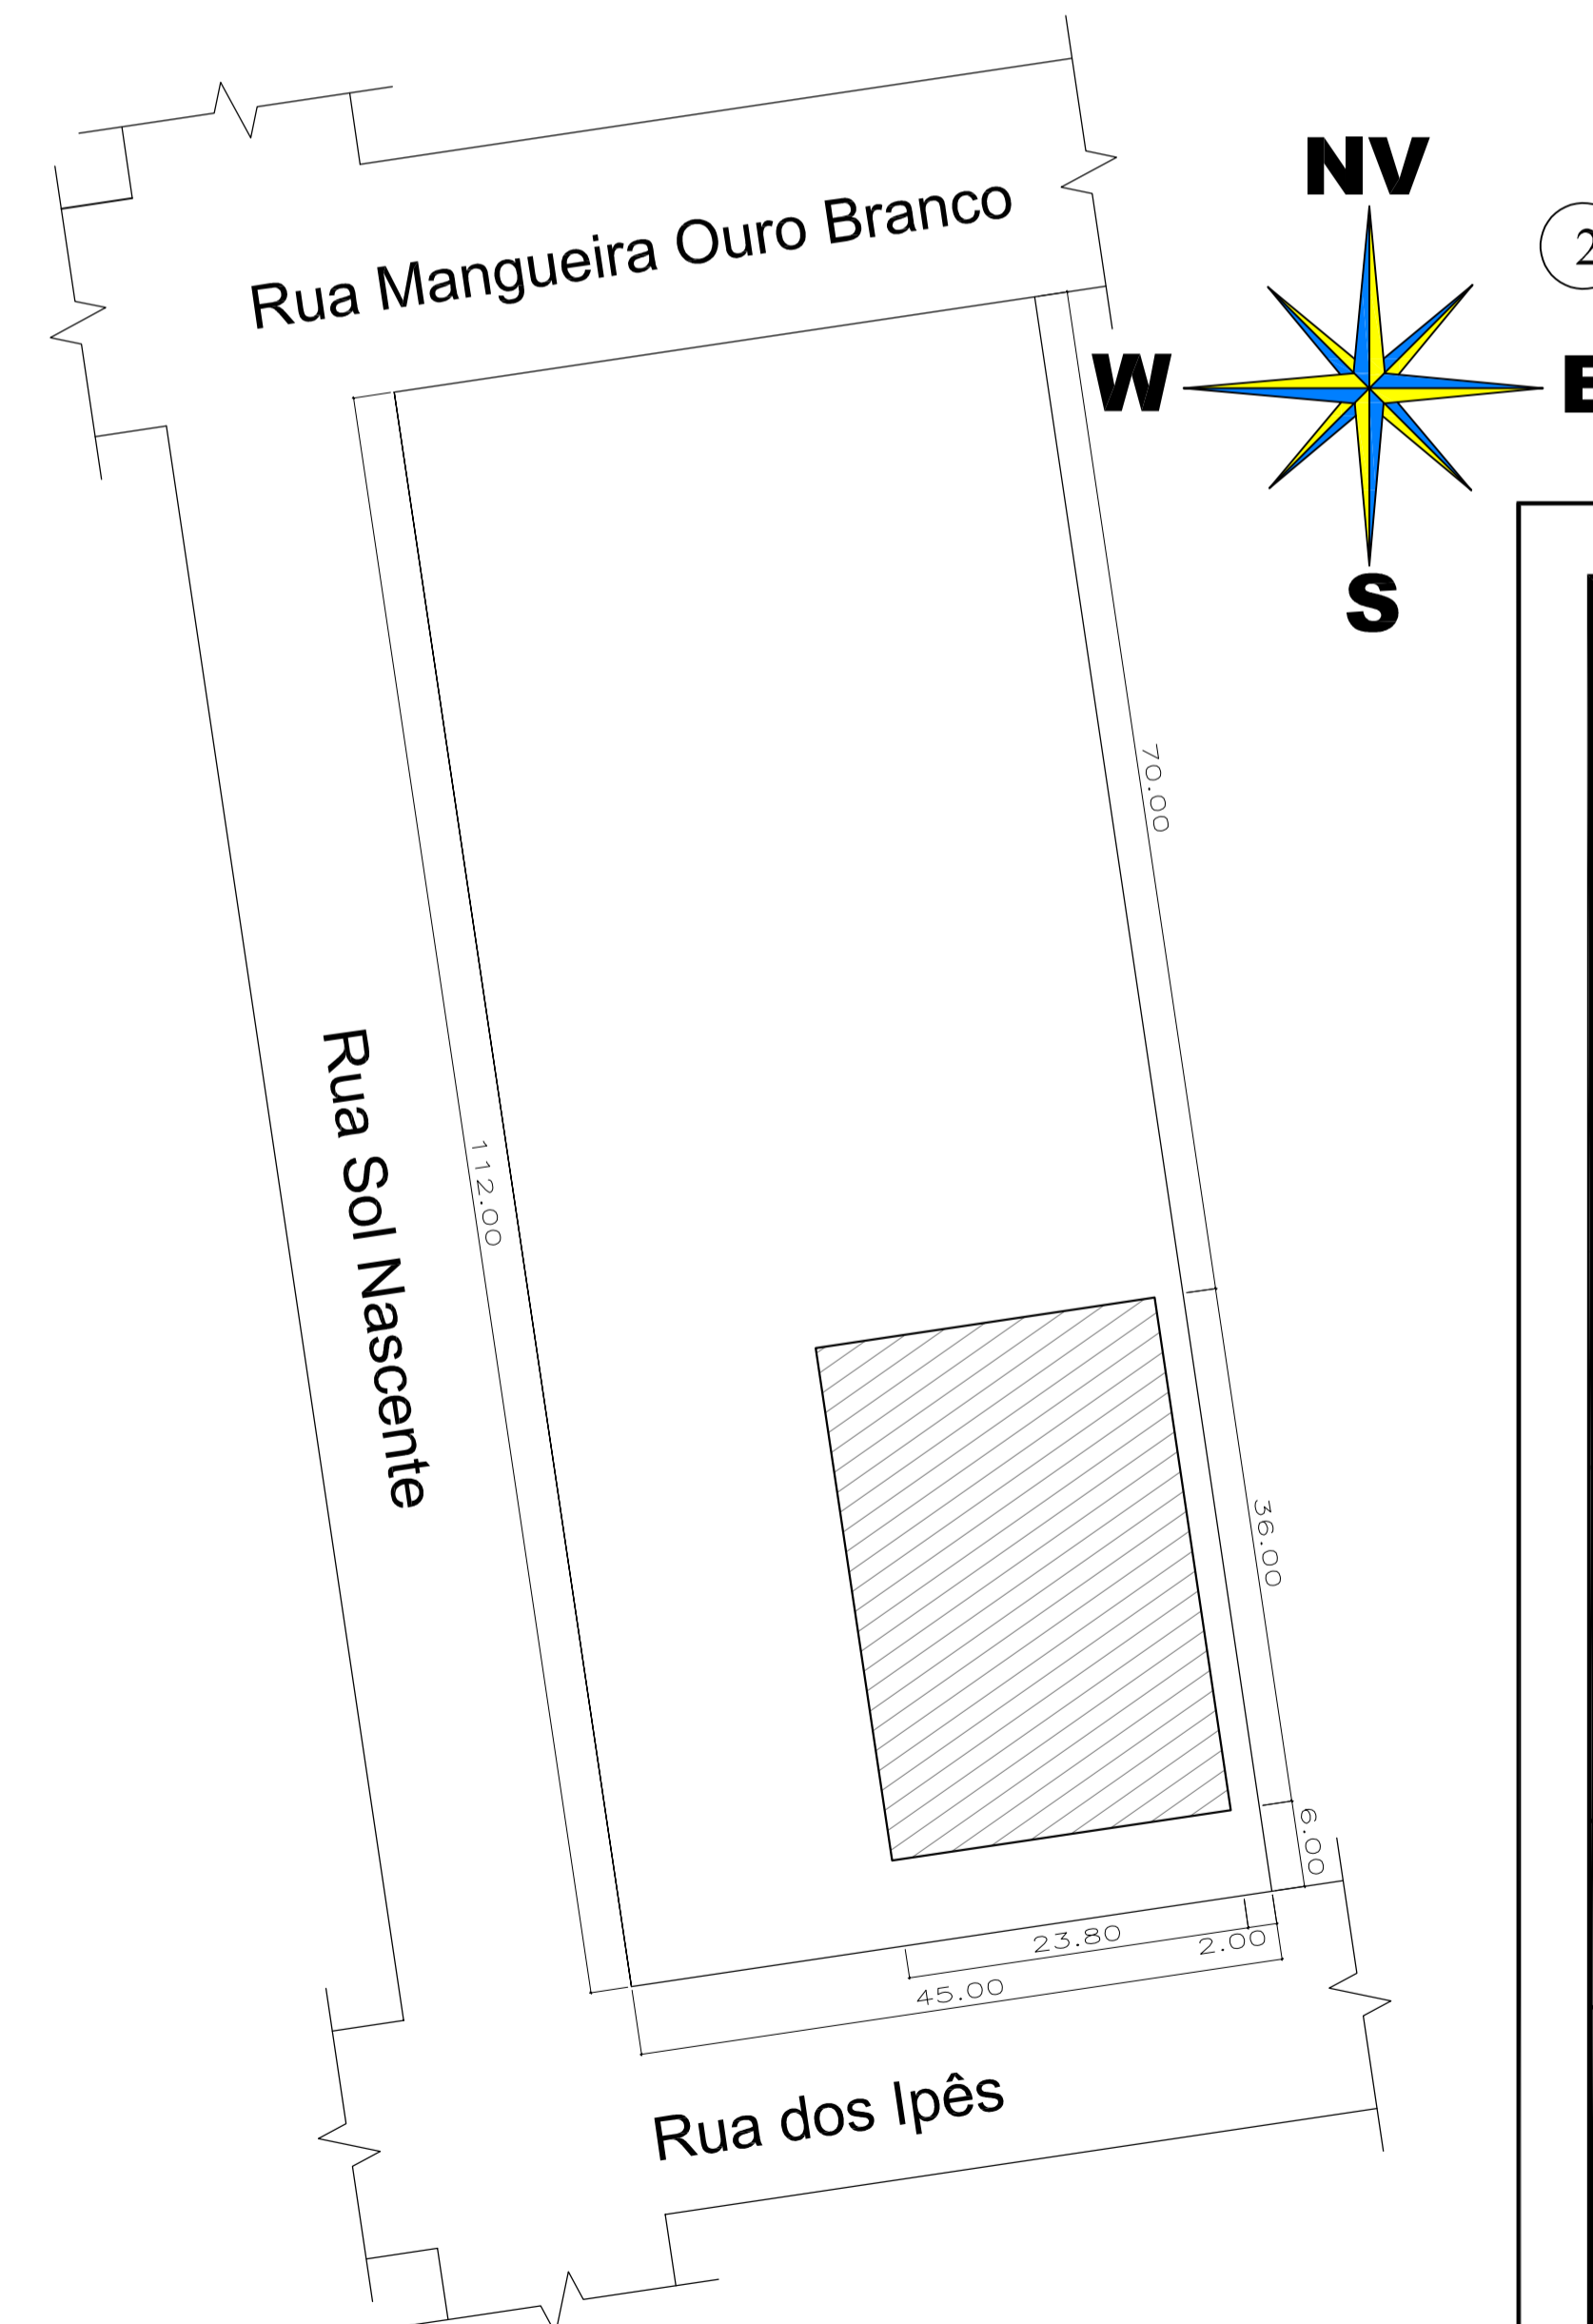 NV
2
Rua Mangueira Ouro Branco
W
E
S
70.00
Rua Sol Nascente
112.00
36.00
6.00
23.80
2.00
45.00
Rua dos Ipês